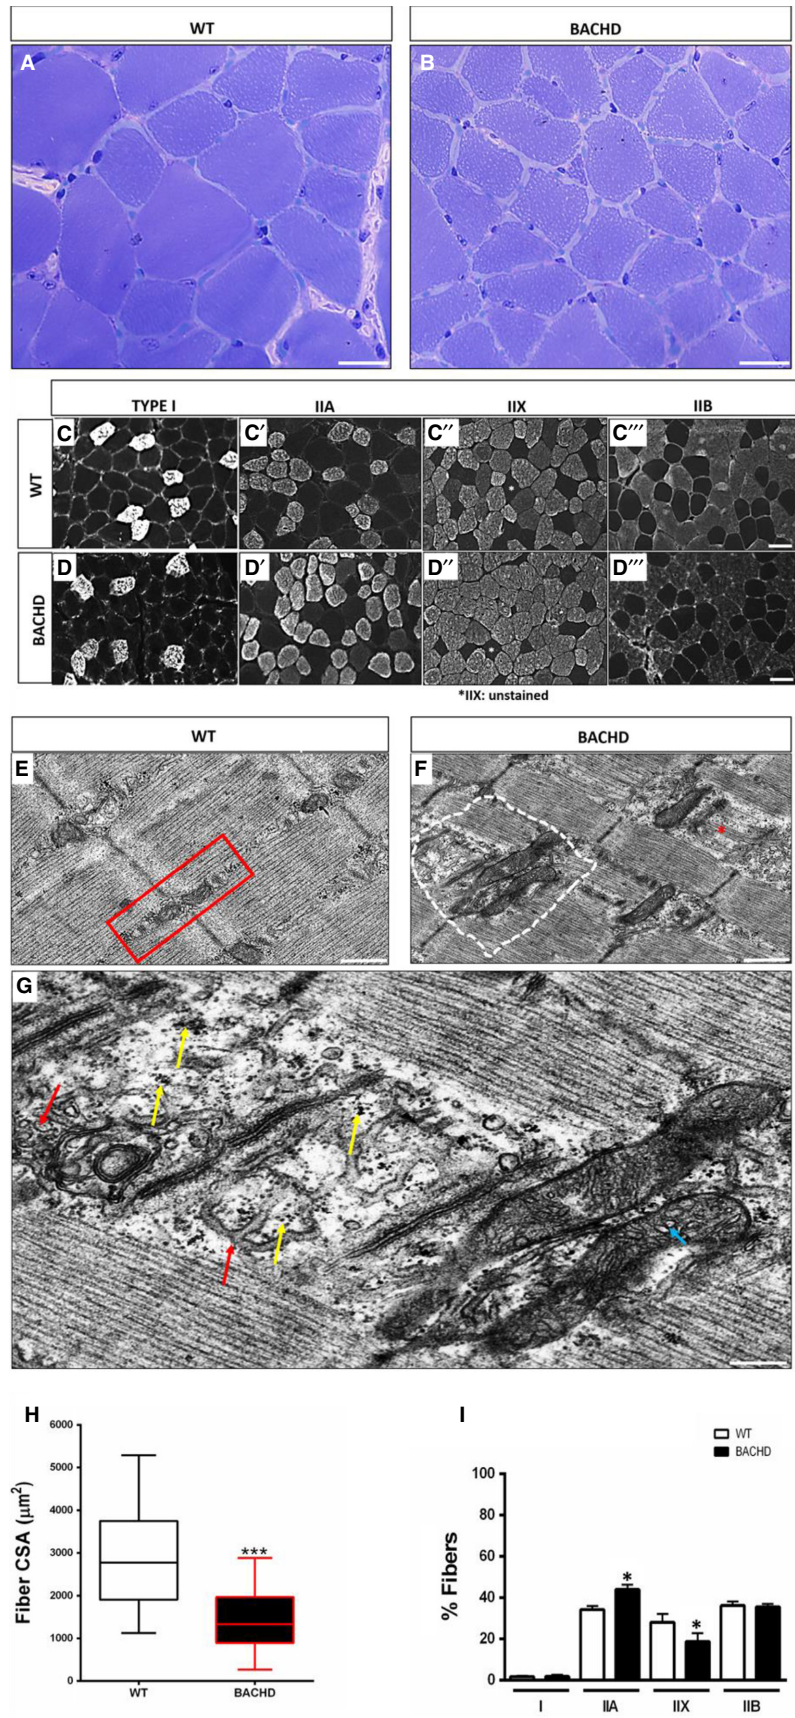 WT BACHD
A B
TYPE I IIA IIX IIB
WT
C C′ C″ C‴
BACHD
D D′ D″ D‴
*
*
*IIX: unstained
WT BACHD
E F
*
G
H
Fiber CSA (μm²)
6000
5000
4000
3000
2000
1000
0
***
WT BACHD
I
WT
BACHD
% Fibers
100
80
60
40
20
0
* *
I IIA IIX IIB